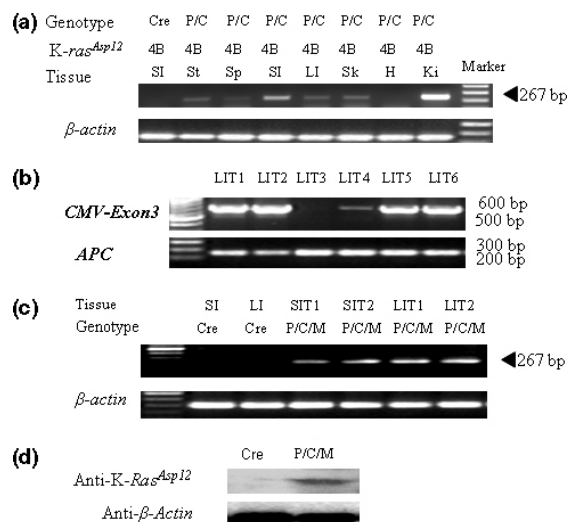 (a)
Genotype Cre P/C P/C P/C P/C P/C P/C P/C
K-ras^Asp12 4B 4B 4B 4B 4B 4B 4B 4B
Tissue SI St Sp SI LI Sk H Ki Marker
267 bp
β-actin
(b)
LIT1 LIT2 LIT3 LIT4 LIT5 LIT6
CMV-Exon3 600 bp
500 bp
APC 300 bp
200 bp
(c)
Tissue SI LI SIT1 SIT2 LIT1 LIT2
Genotype Cre Cre P/C/M P/C/M P/C/M P/C/M
267 bp
β-actin
(d)
Cre P/C/M
Anti-K-Ras^Asp12
Anti-β-Actin